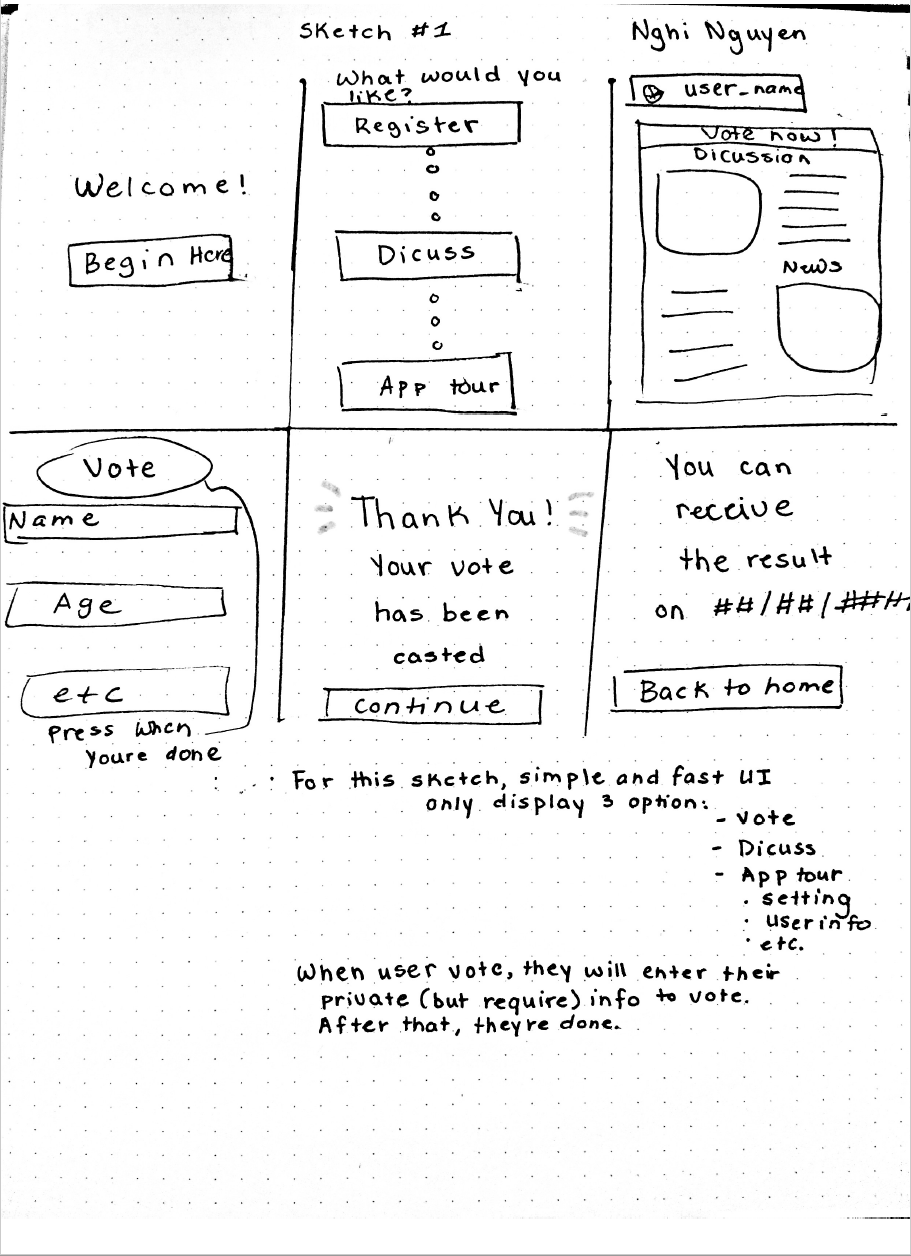 Sketch #1
Nghi Nguyen
Welcome!
Begin Here
What would you
like?
Register
Dicuss
App tour
user_name
Vote now!
Dicussion
News
Vote
Name
Age
etc
Press when
youre done
Thank You!
Your vote
has been
casted
Continue
You can
receive
the result
on ##/##/####
Back to home
For this sketch, simple and fast UI
only display 3 option:
- Vote
- Dicuss
- App tour
· setting
· user info
· etc.
When user vote, they will enter their
private (but require) info to vote.
After that, theyre done.